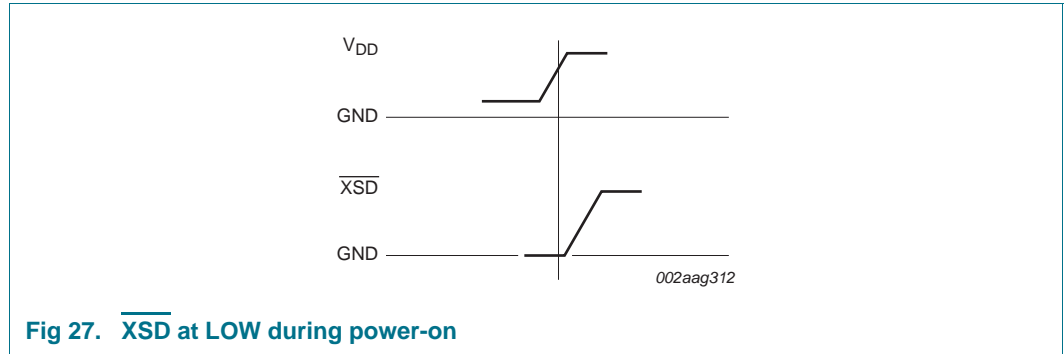 VDD
GND
XSD
GND
002aag312
Fig 27. XSD at LOW during power-on